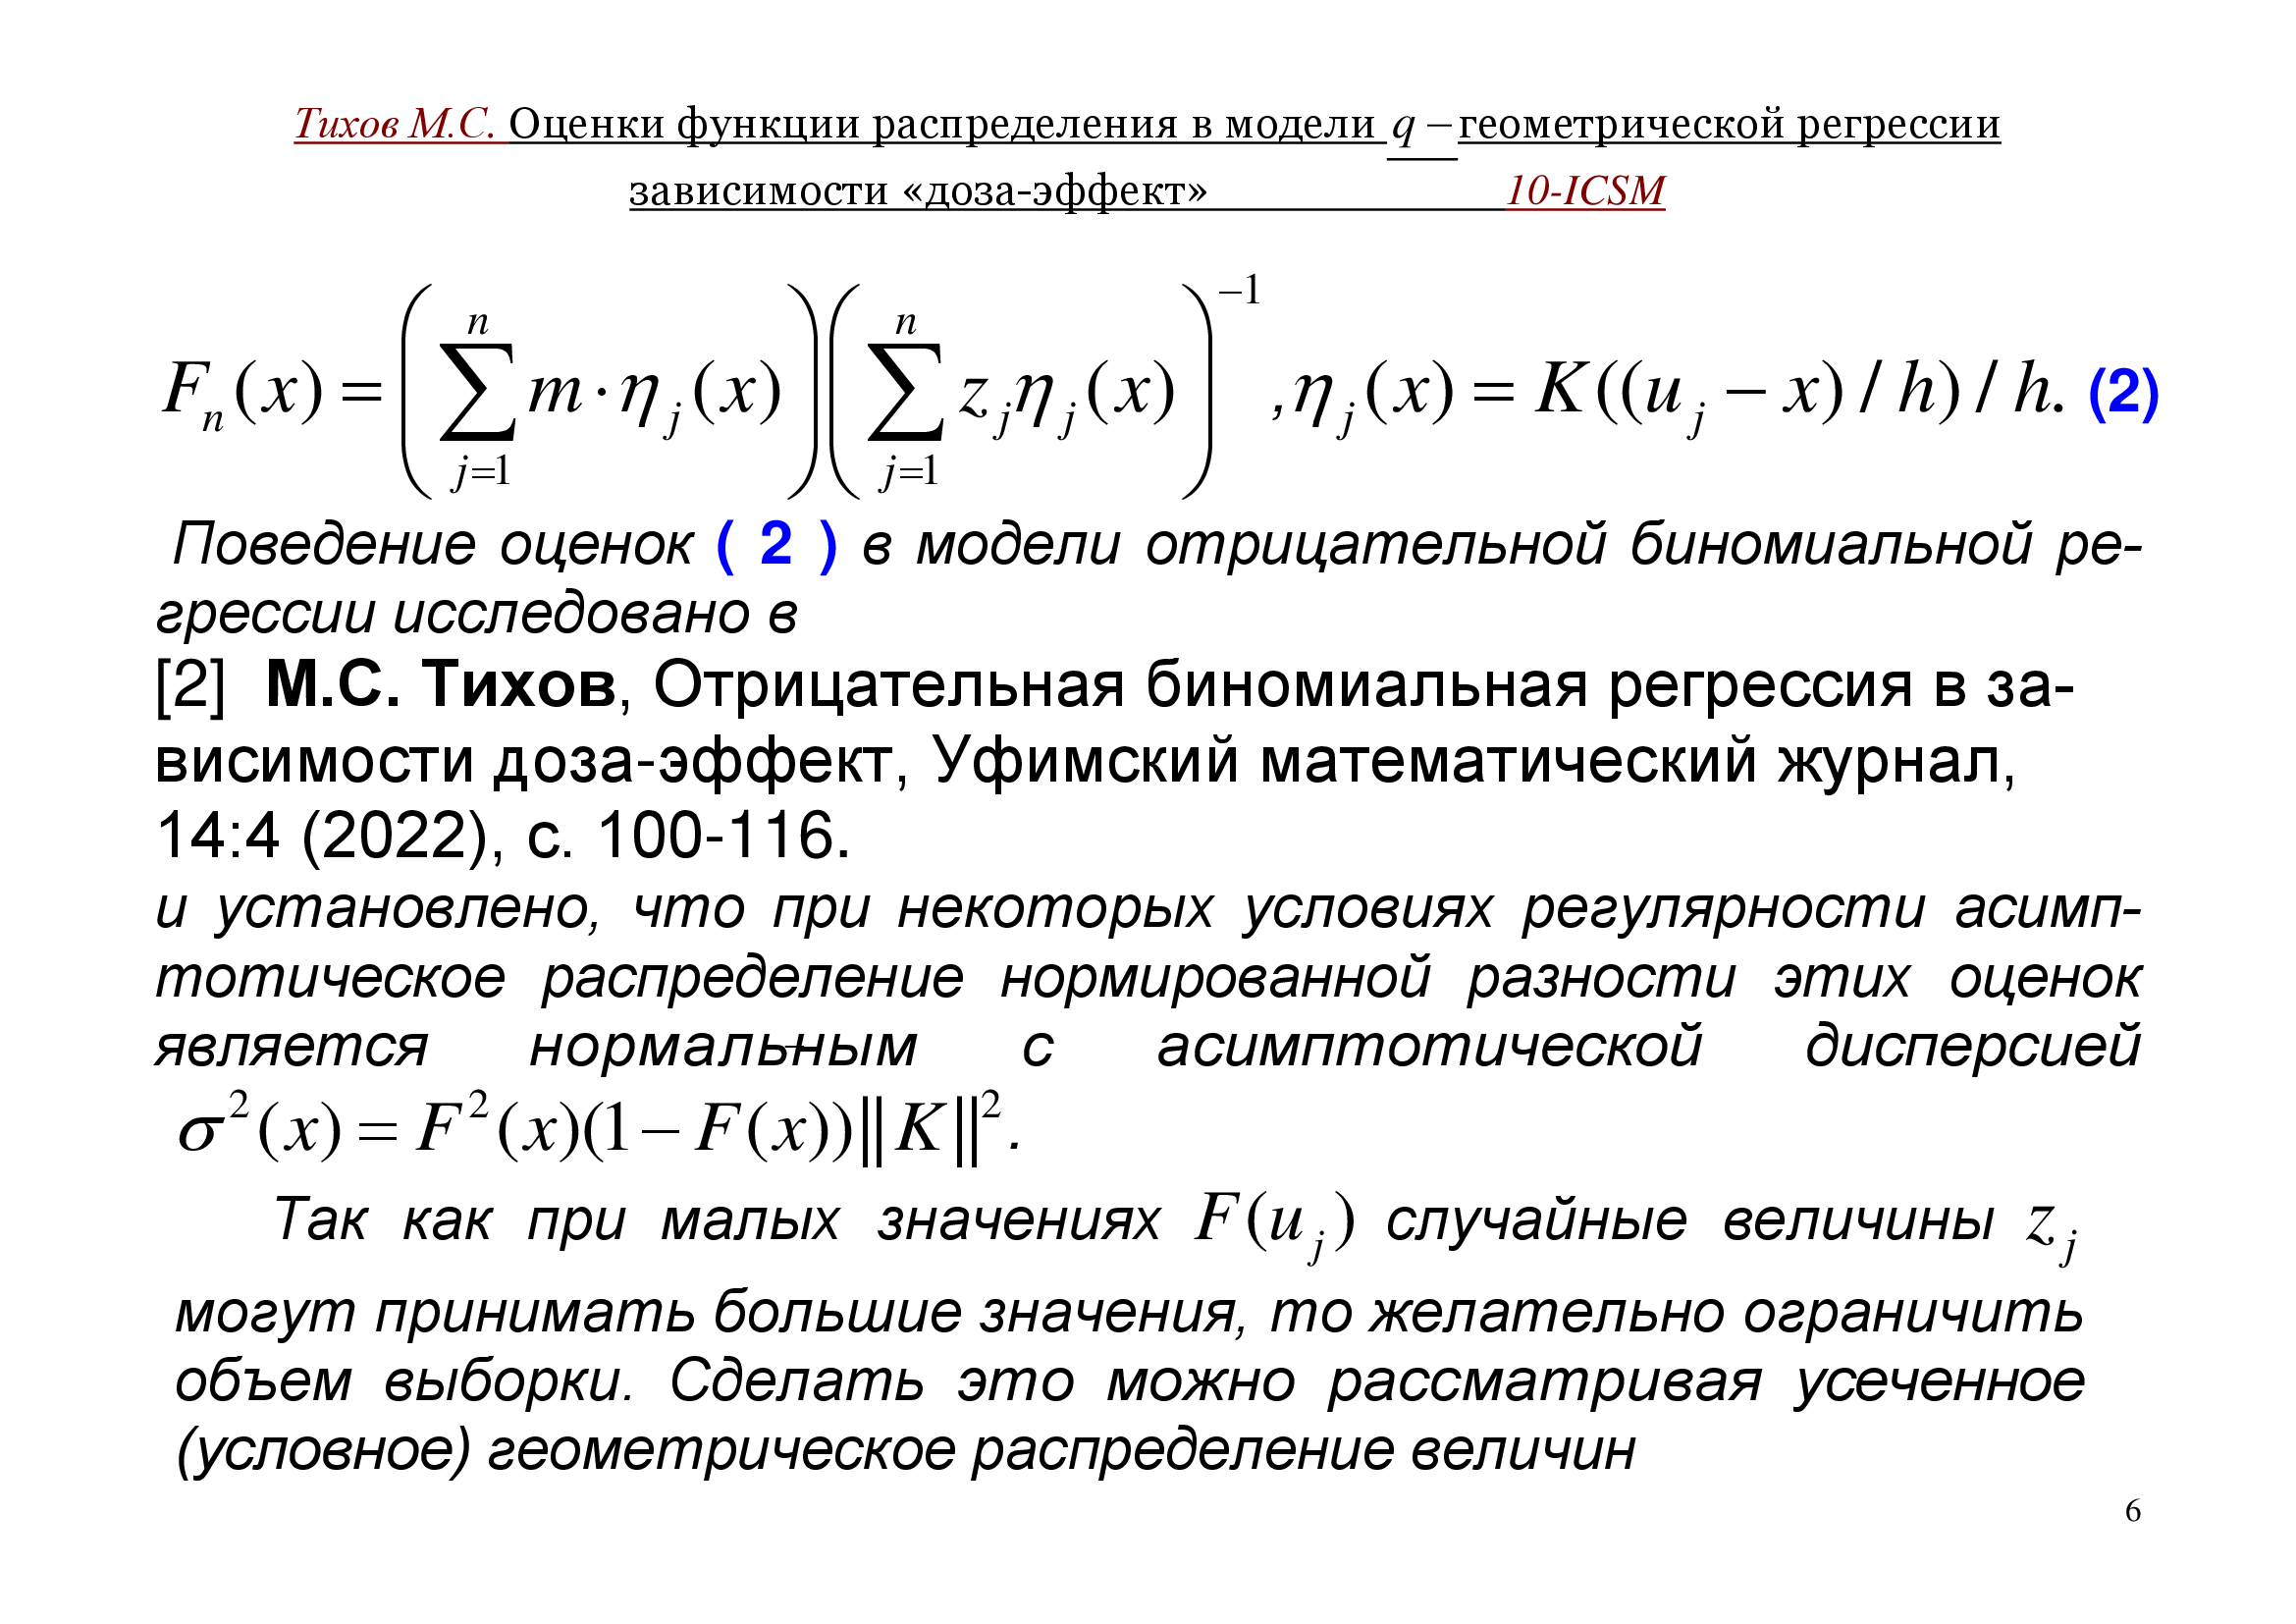 Тихов М.С. Оценки функции распределения в модели q – геометрической регрессии
зависимости «доза-эффект» 10-ICSM
F_n(x) = (∑_{j=1}^{n} m · η_j(x)) (∑_{j=1}^{n} z_j η_j(x))^{−1}, η_j(x) = K((u_j − x) / h) / h. (2)
Поведение оценок ( 2 ) в модели отрицательной биномиальной ре-
грессии исследовано в
[2] М.С. Тихов, Отрицательная биномиальная регрессия в за-
висимости доза-эффект, Уфимский математический журнал,
14:4 (2022), с. 100-116.
и установлено, что при некоторых условиях регулярности асимп-
тотическое распределение нормированной разности этих оценок
является нормальным с асимптотической дисперсией
σ²(x) = F²(x)(1 − F(x))||K||².
Так как при малых значениях F(u_j) случайные величины z_j
могут принимать большие значения, то желательно ограничить
объем выборки. Сделать это можно рассматривая усеченное
(условное) геометрическое распределение величин
6